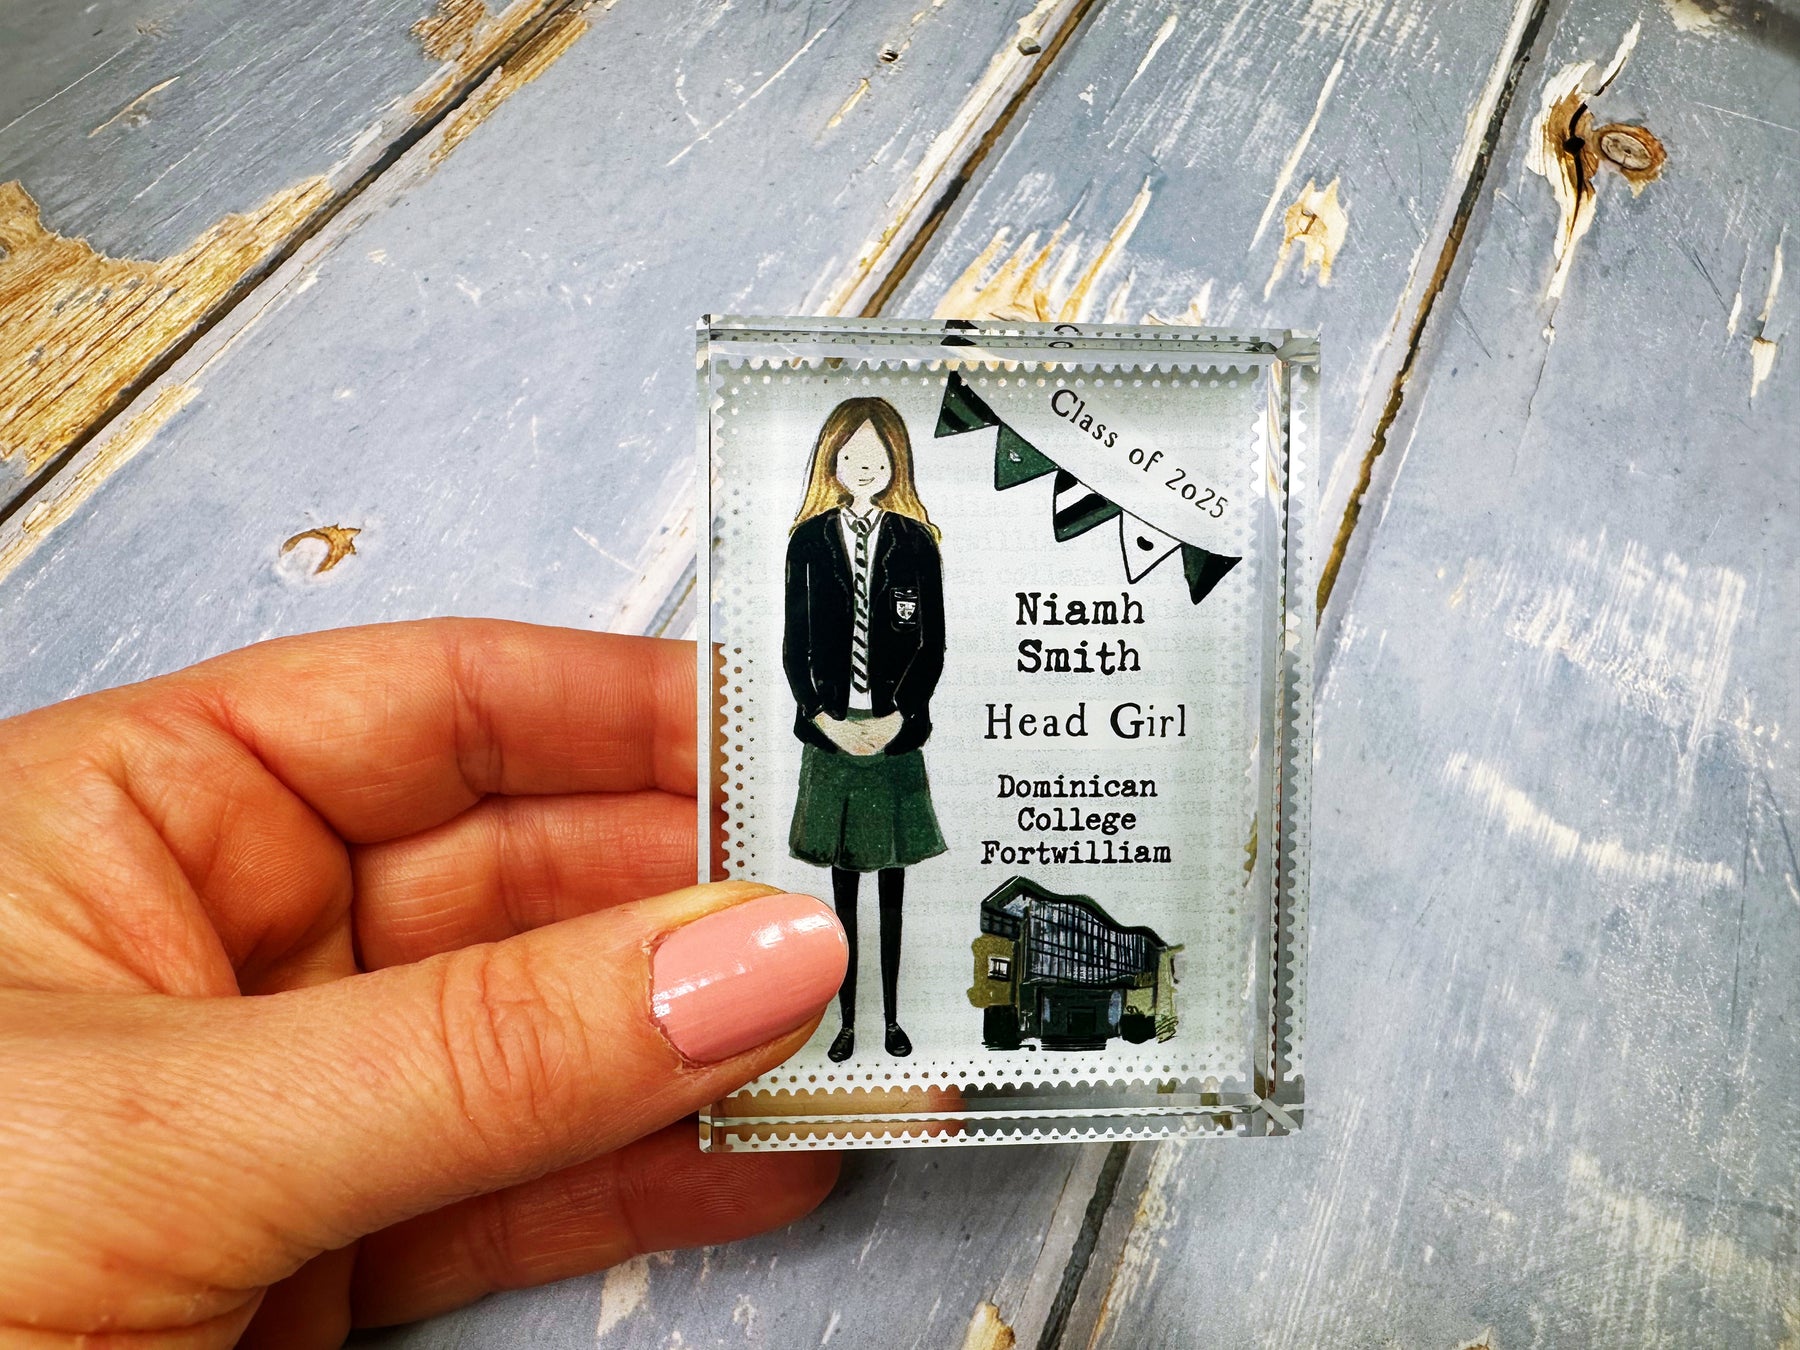 Class of 2025
Niamh
Smith
Head Girl
Dominican
College
Fortwilliam